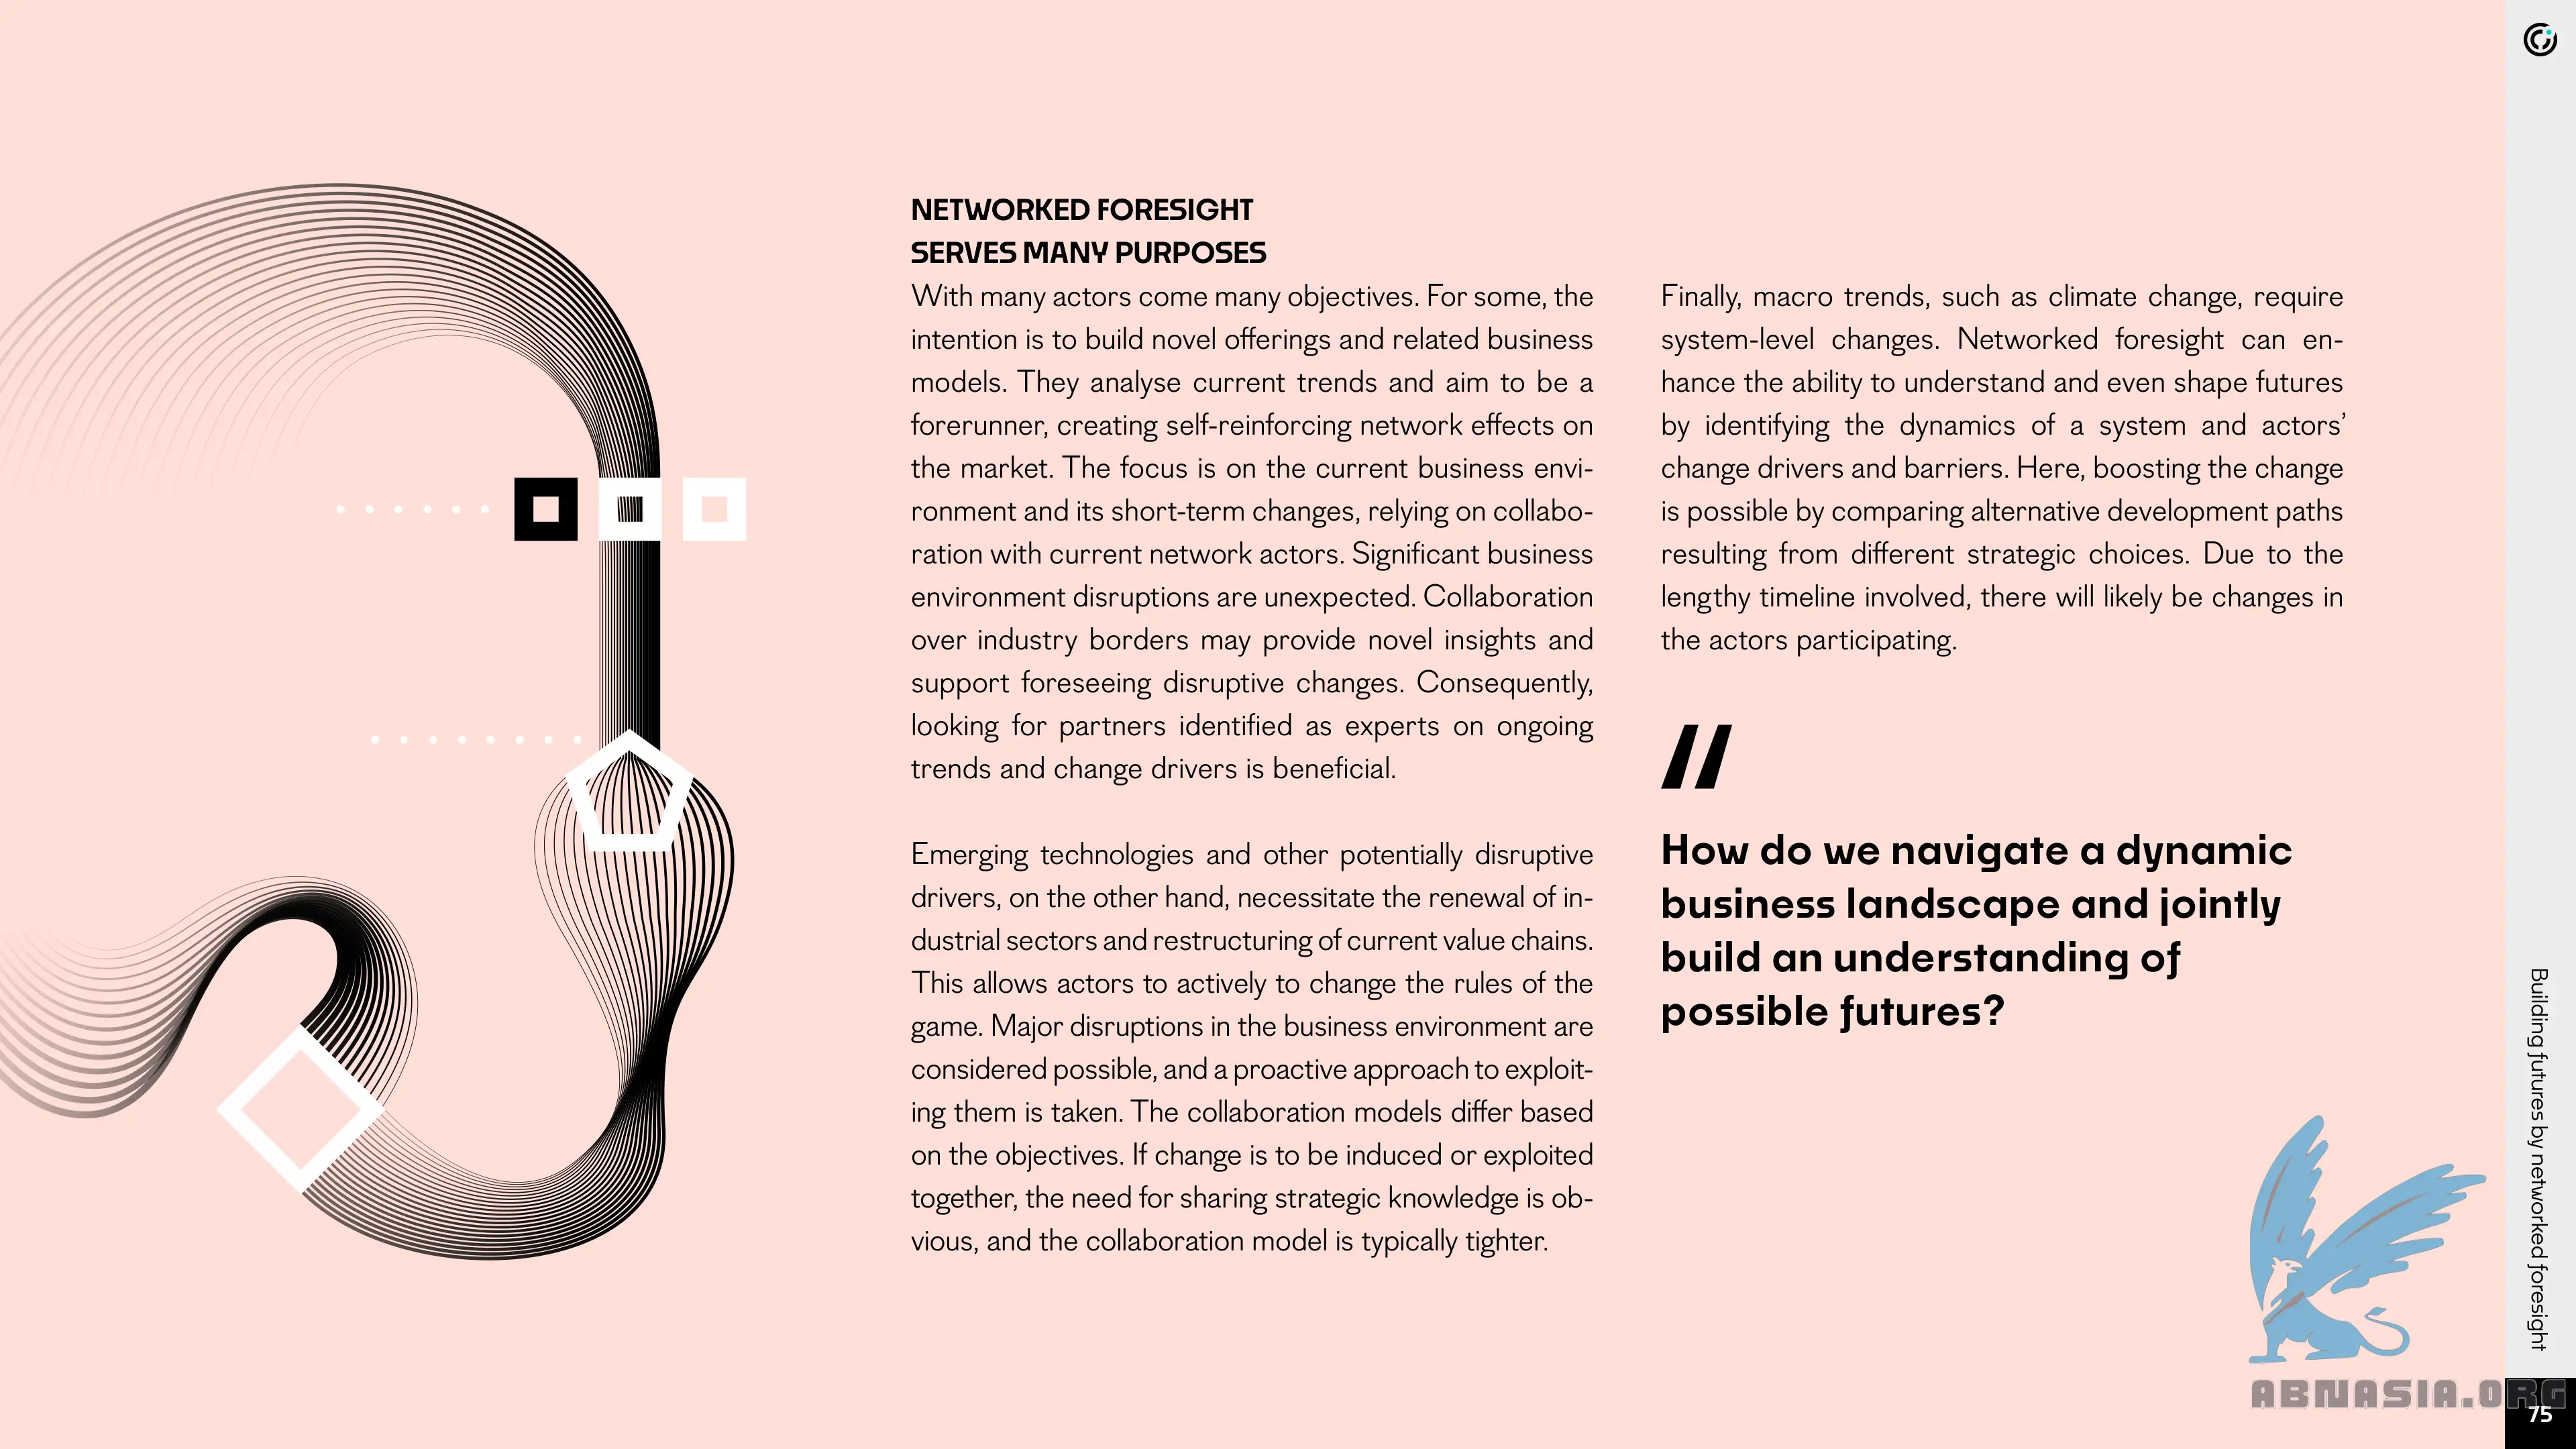 NETWORKED FORESIGHT
SERVES MANY PURPOSES
With many actors come many objectives. For some, the
intention is to build novel offerings and related business
models. They analyse current trends and aim to be a
forerunner, creating self-reinforcing network effects on
the market. The focus is on the current business envi-
ronment and its short-term changes, relying on collabo-
ration with current network actors. Significant business
environment disruptions are unexpected. Collaboration
over industry borders may provide novel insights and
support foreseeing disruptive changes. Consequently,
looking for partners identified as experts on ongoing
trends and change drivers is beneficial.
Emerging technologies and other potentially disruptive
drivers, on the other hand, necessitate the renewal of in-
dustrial sectors and restructuring of current value chains.
This allows actors to actively to change the rules of the
game. Major disruptions in the business environment are
considered possible, and a proactive approach to exploit-
ing them is taken. The collaboration models differ based
on the objectives. If change is to be induced or exploited
together, the need for sharing strategic knowledge is ob-
vious, and the collaboration model is typically tighter.
Finally, macro trends, such as climate change, require
system-level changes. Networked foresight can en-
hance the ability to understand and even shape futures
by identifying the dynamics of a system and actors’
change drivers and barriers. Here, boosting the change
is possible by comparing alternative development paths
resulting from different strategic choices. Due to the
lengthy timeline involved, there will likely be changes in
the actors participating.
How do we navigate a dynamic
business landscape and jointly
build an understanding of
possible futures?
Building futures by networked foresight
ABNASIA.ORG
75